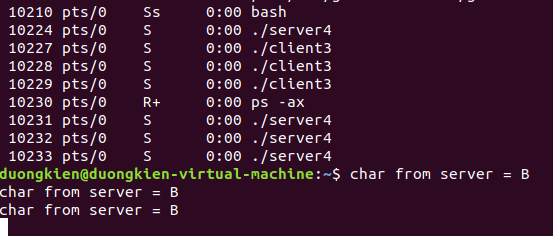 10210 pts/0 Ss 0:00 bash
10224 pts/0 S 0:00 ./server4
10227 pts/0 S 0:00 ./client3
10228 pts/0 S 0:00 ./client3
10229 pts/0 S 0:00 ./client3
10230 pts/0 R+ 0:00 ps -ax
10231 pts/0 S 0:00 ./server4
10232 pts/0 S 0:00 ./server4
10233 pts/0 S 0:00 ./server4
duongkien@duongkien-virtual-machine:~$ char from server = B
char from server = B
char from server = B